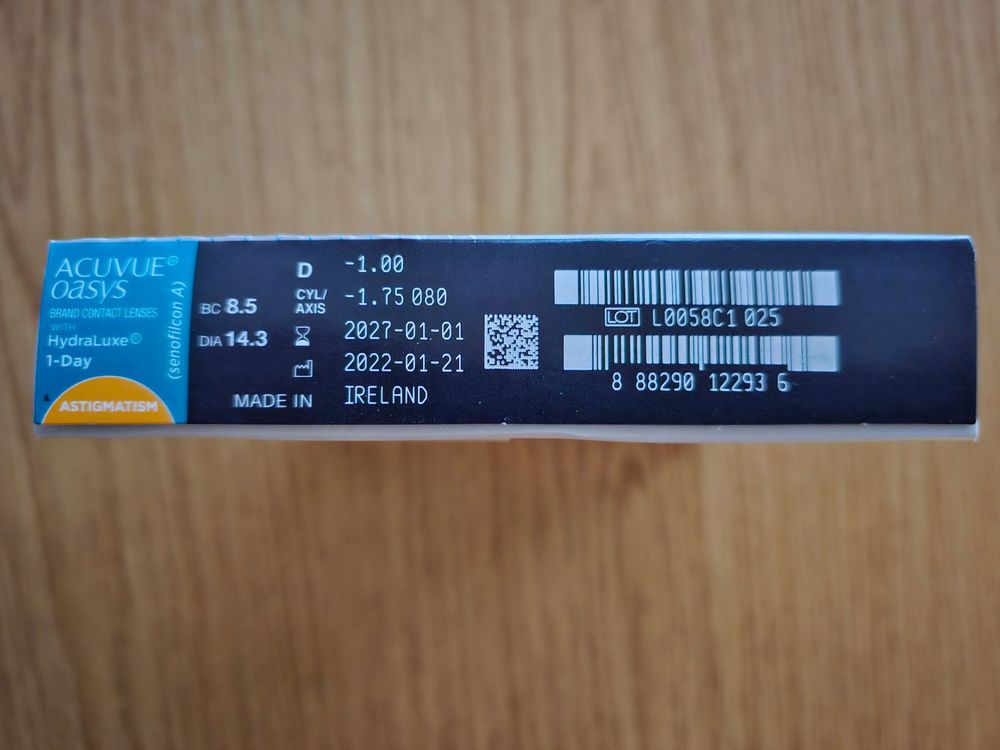 ACUVUE®
OASYS
BRAND CONTACT LENSES
WITH
HydraLuxe®
1-Day
ASTIGMATISM
(senofilcon A)
BC 8.5
DIA 14.3
D -1.00
CYL/AXIS -1.75 080
2027-01-01
2022-01-21
MADE IN IRELAND
LOT L0058C1 025
8 88290 12293 6